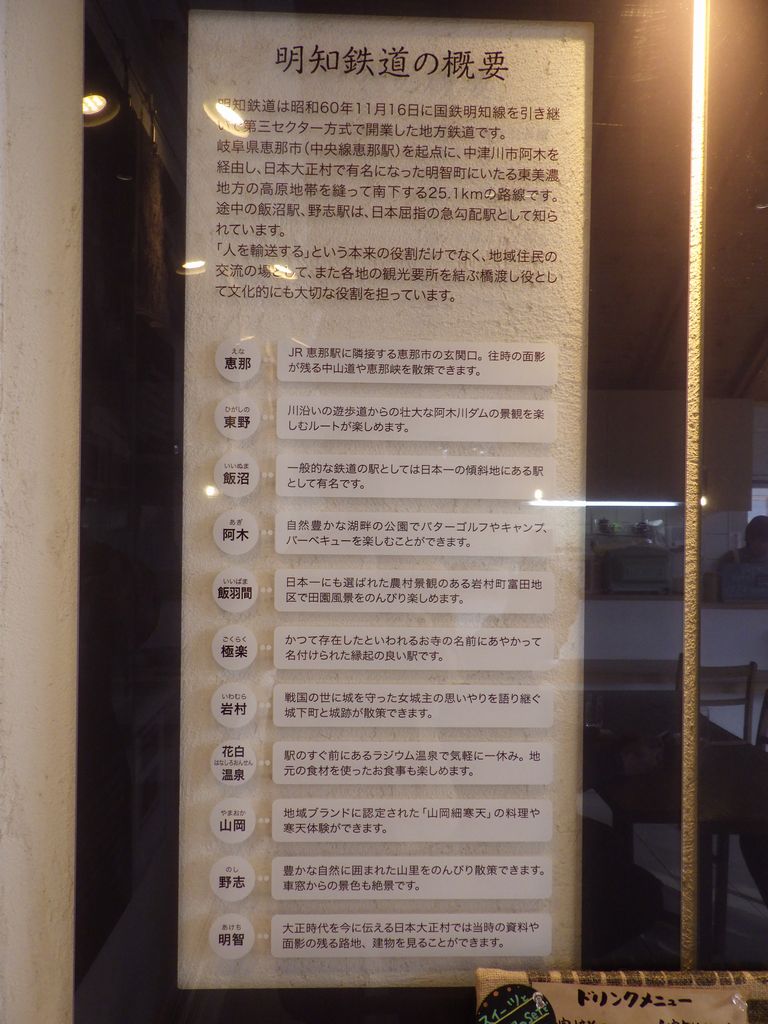 明知鉄道の概要
明知鉄道は昭和60年11月16日に国鉄明知線を引き継
いで第三セクター方式で開業した地方鉄道です。
岐阜県恵那市(中央線恵那駅)を起点に、中津川市阿木を
経由し、日本大正村で有名になった明智町にいたる東美濃
地方の高原地帯を縫って南下する25.1kmの路線です。
途中の飯沼駅、野志駅は、日本屈指の急勾配駅として知ら
れています。
「人を輸送する」という本来の役割だけでなく、地域住民の
交流の場として、また各地の観光要所を結ぶ橋渡し役とし
て文化的にも大切な役割を担っています。
えな
恵那
JR 恵那駅に隣接する恵那市の玄関口。往時の面影
が残る中山道や恵那峡を散策できます。
ひがしの
東野
川沿いの遊歩道からの壮大な阿木川ダムの景観を楽
しむルートが楽しめます。
いいぬま
飯沼
一般的な鉄道の駅としては日本一の傾斜地にある駅
として有名です。
あぎ
阿木
自然豊かな湖畔の公園でパターゴルフやキャンプ、
バーベキューを楽しむことができます。
いいばま
飯羽間
日本一にも選ばれた農村景観のある岩村町富田地
区で田園風景をのんびり楽しめます。
ごくらく
極楽
かつて存在したといわれるお寺の名前にあやかって
名付けられた縁起の良い駅です。
いわむら
岩村
戦国の世に城を守った女城主の思いやりを語り継ぐ
城下町と城跡が散策できます。
花白
はなしろおんせん
温泉
駅のすぐ前にあるラジウム温泉で気軽に一休み。地
元の食材を使ったお食事も楽しめます。
やまおか
山岡
地域ブランドに認定された「山岡細寒天」の料理や
寒天体験ができます。
のし
野志
豊かな自然に囲まれた山里をのんびり散策できます。
車窓からの景色も絶景です。
あけち
明智
大正時代を今に伝える日本大正村では当時の資料や
面影の残る路地、建物を見ることができます。
ドリンクメニュー
スイーツと
Set